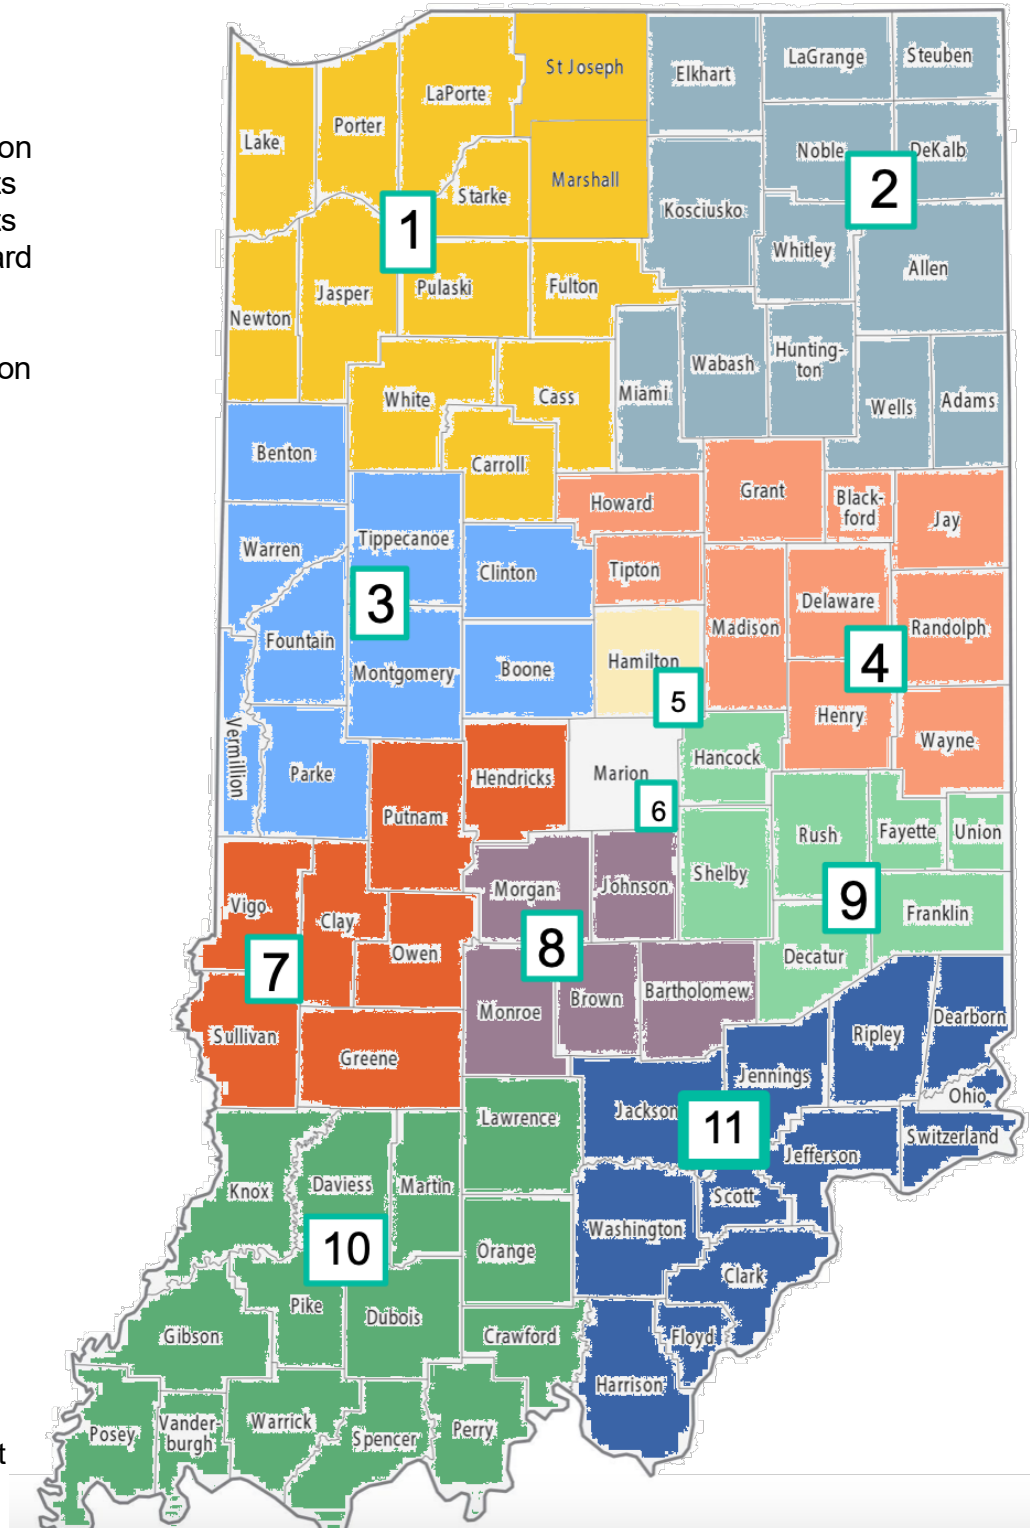 St Joseph
Elkhart
LaGrange
Steuben
LaPorte
Porter
Lake
on
ts
ts
ard
Noble
DeKalb
2
Marshall
Starke
Kosciusko
1
Whitley
Allen
Jasper
Pulaski
Fulton
Newton
on
Wabash
Hunting-
ton
Miami
White
Cass
Wells
Adams
Benton
Carroll
Howard
Grant
Black-
ford
Jay
Warren
Tippecanoe
Clinton
Tipton
3
Delaware
Randolph
Madison
Fountain
Montgomery
Boone
Hamilton
4
5
Henry
Wayne
Vermillion
Parke
Hendricks
Marion
Hancock
6
Putnam
Rush
Fayette
Union
Vigo
Clay
Morgan
Johnson
Shelby
9
Franklin
Owen
8
Decatur
7
Monroe
Brown
Bartholomew
Sullivan
Greene
Ripley
Dearborn
Jennings
Ohio
Lawrence
Jackson
11
Jefferson
Switzerland
Knox
Daviess
Martin
Scott
10
Orange
Washington
Clark
Pike
Dubois
Gibson
Crawford
Floyd
Harrison
Posey
Vander-
burgh
Warrick
Spencer
Perry
t